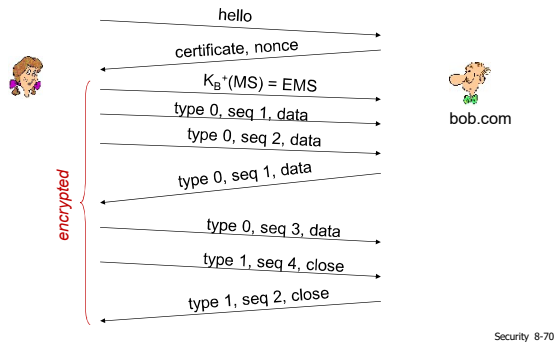 hello
certificate, nonce
K_B⁺(MS) = EMS
type 0, seq 1, data
type 0, seq 2, data
bob.com
type 0, seq 1, data
encrypted
type 0, seq 3, data
type 1, seq 4, close
type 1, seq 2, close
Security 8-70